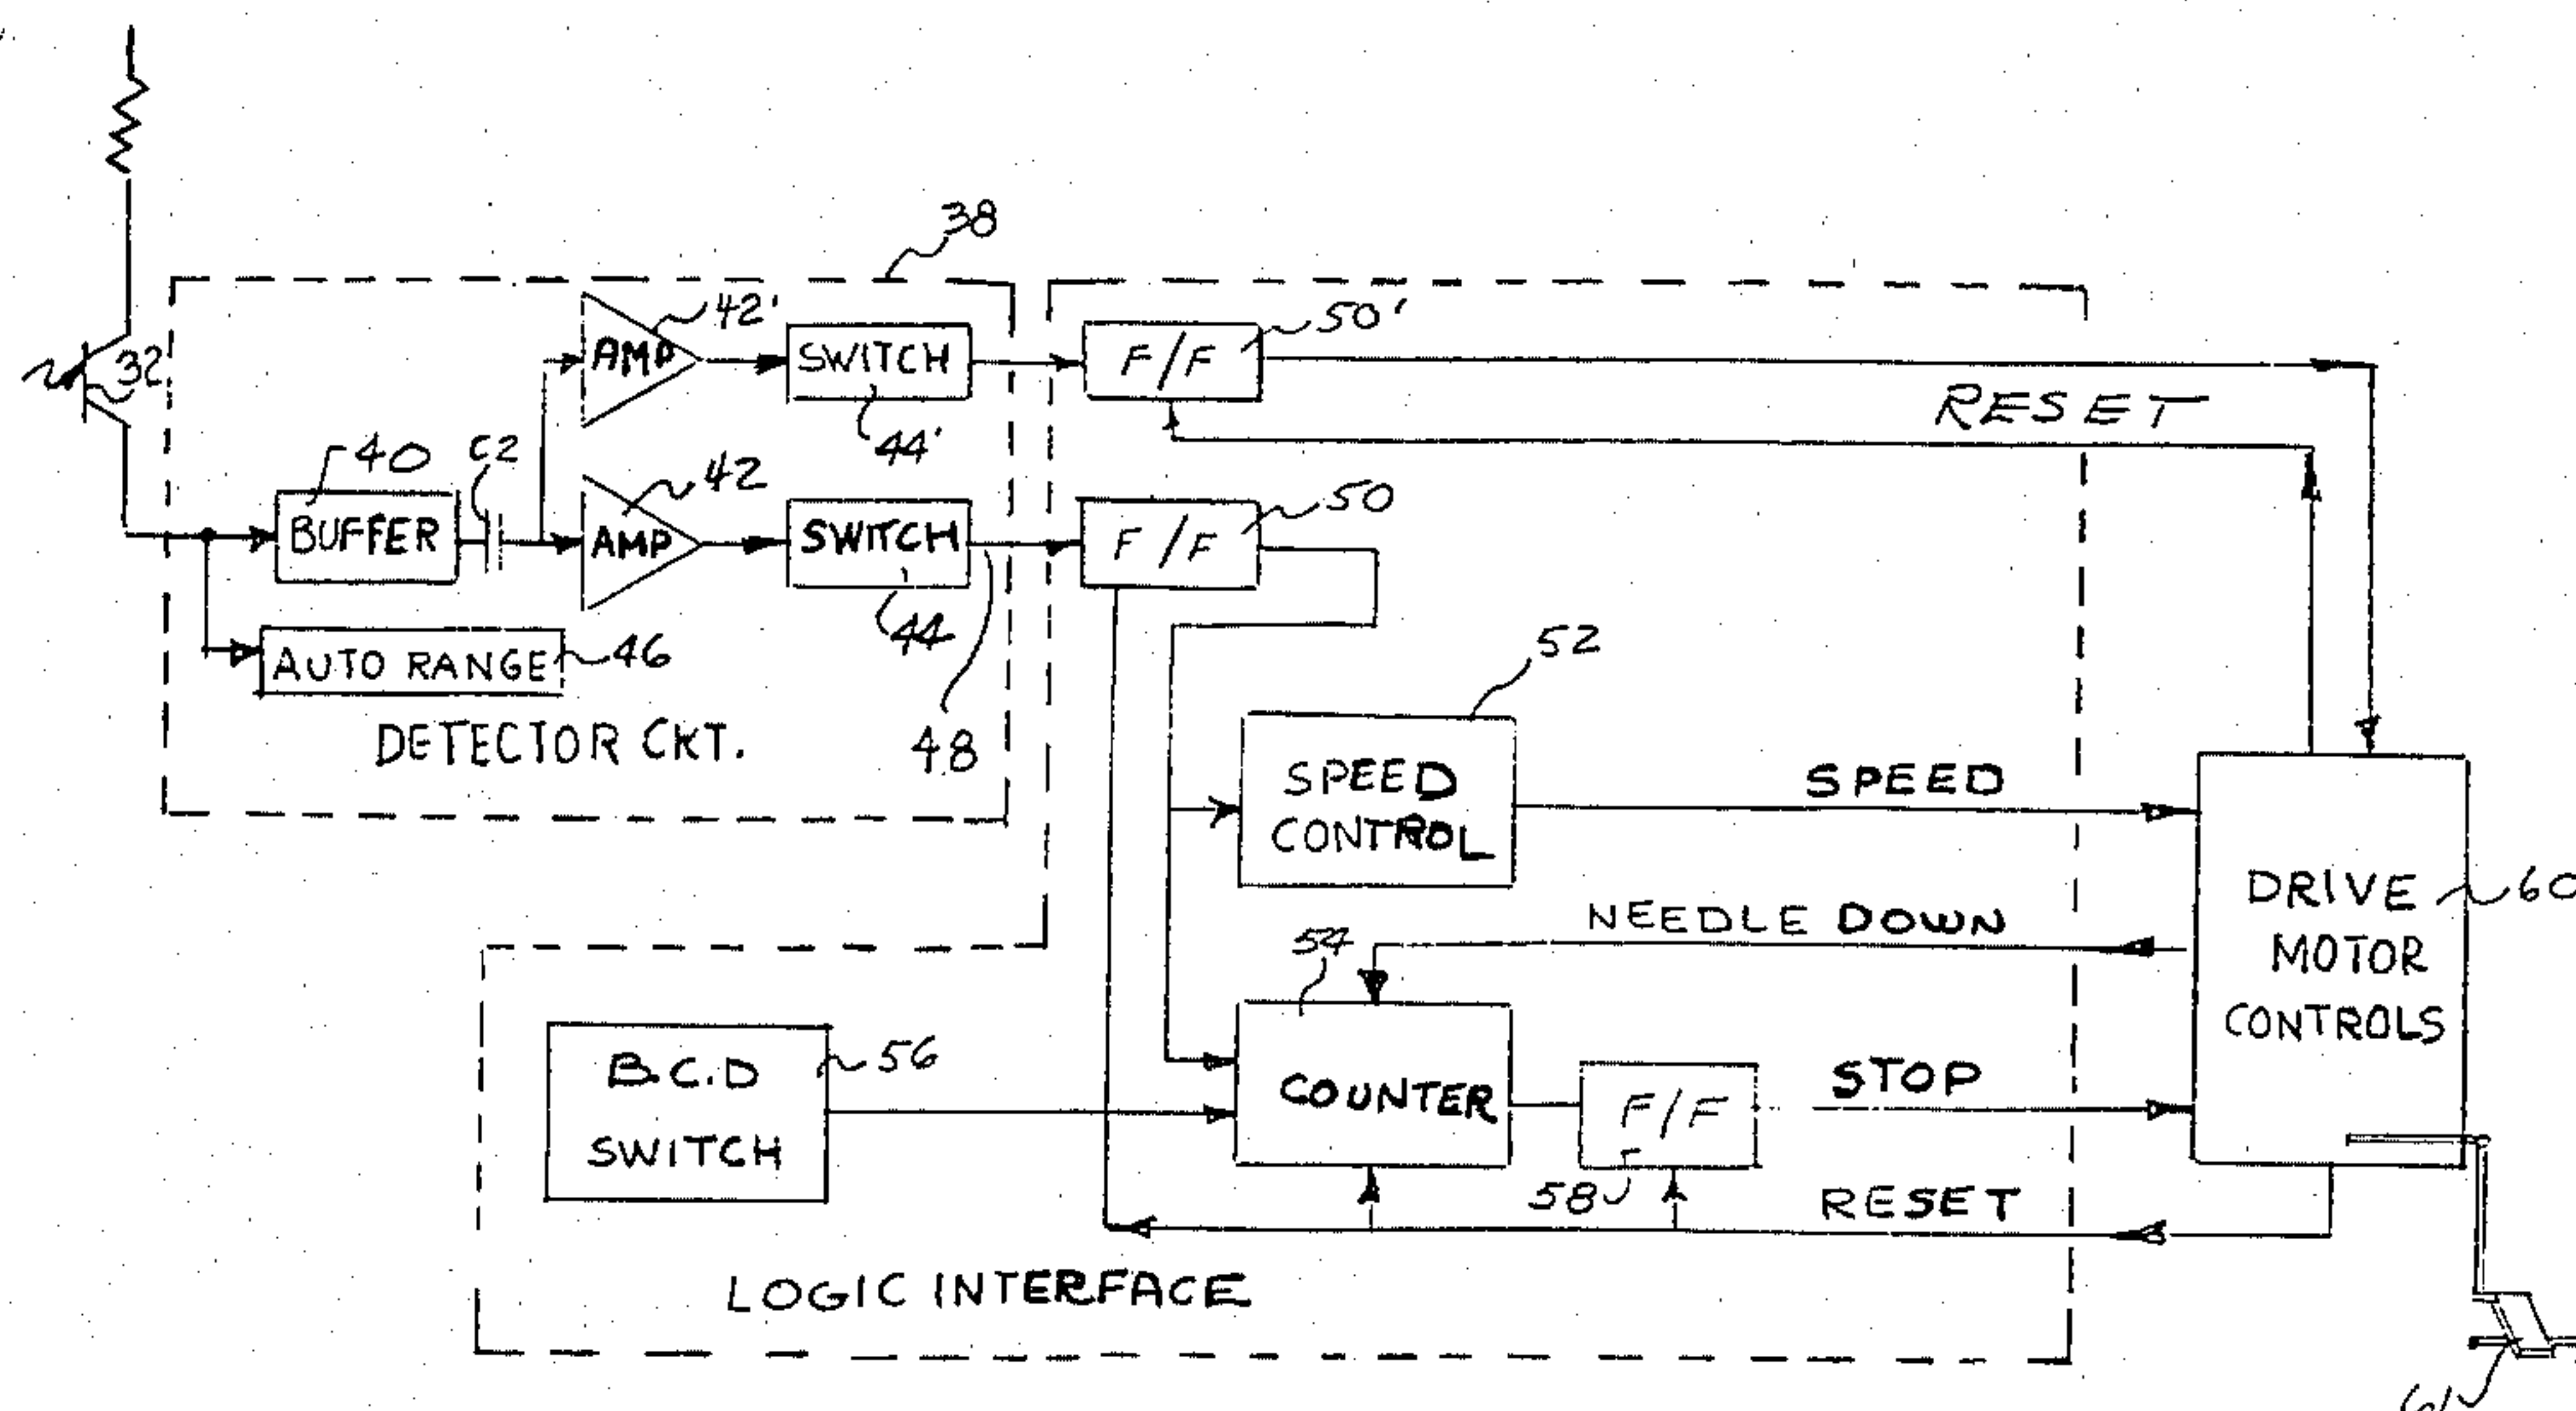 38
42'
50'
32
AMP
SWITCH
F/F
RESET
44'
40
C2
42
50
BUFFER
AMP
SWITCH
F/F
44
AUTO RANGE
46
52
DETECTOR CKT.
48
SPEED
CONTROL
SPEED
DRIVE
MOTOR
CONTROLS
60
NEEDLE DOWN
54
B.C.D
SWITCH
56
COUNTER
F/F
58
STOP
RESET
LOGIC INTERFACE
61